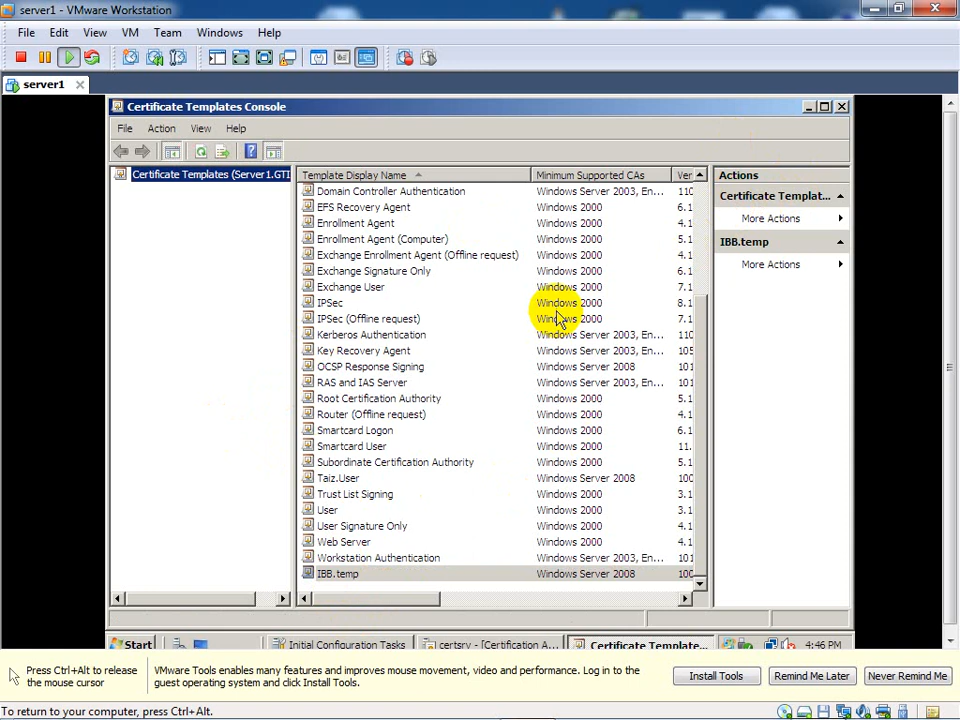 server1 - VMware Workstation
File Edit View VM Team Windows Help
server1
Certificate Templates Console
File Action View Help
Certificate Templates (Server1.GTI
Template Display Name Minimum Supported CAs Ver
Domain Controller Authentication Windows Server 2003, En... 110
EFS Recovery Agent Windows 2000 6.1
Enrollment Agent Windows 2000 4.1
Enrollment Agent (Computer) Windows 2000 5.1
Exchange Enrollment Agent (Offline request) Windows 2000 4.1
Exchange Signature Only Windows 2000 6.1
Exchange User Windows 2000 7.1
IPSec Windows 2000 8.1
IPSec (Offline request) Windows 2000 7.1
Kerberos Authentication Windows Server 2003, En... 110
Key Recovery Agent Windows Server 2003, En... 105
OCSP Response Signing Windows Server 2008 101
RAS and IAS Server Windows Server 2003, En... 101
Root Certification Authority Windows 2000 5.1
Router (Offline request) Windows 2000 4.1
Smartcard Logon Windows 2000 6.1
Smartcard User Windows 2000 11.
Subordinate Certification Authority Windows 2000 5.1
Taiz.User Windows Server 2008 100
Trust List Signing Windows 2000 3.1
User Windows 2000 3.1
User Signature Only Windows 2000 4.1
Web Server Windows 2000 4.1
Workstation Authentication Windows Server 2003, En... 101
IBB.temp Windows Server 2008 100
Actions
Certificate Templat...
More Actions
IBB.temp
More Actions
Start Initial Configuration Tasks certsrv - [Certification A... Certificate Template... 4:46 PM
Press Ctrl+Alt to release
the mouse cursor
VMware Tools enables many features and improves mouse movement, video and performance. Log in to the
guest operating system and click Install Tools.
Install Tools Remind Me Later Never Remind Me
To return to your computer, press Ctrl+Alt.